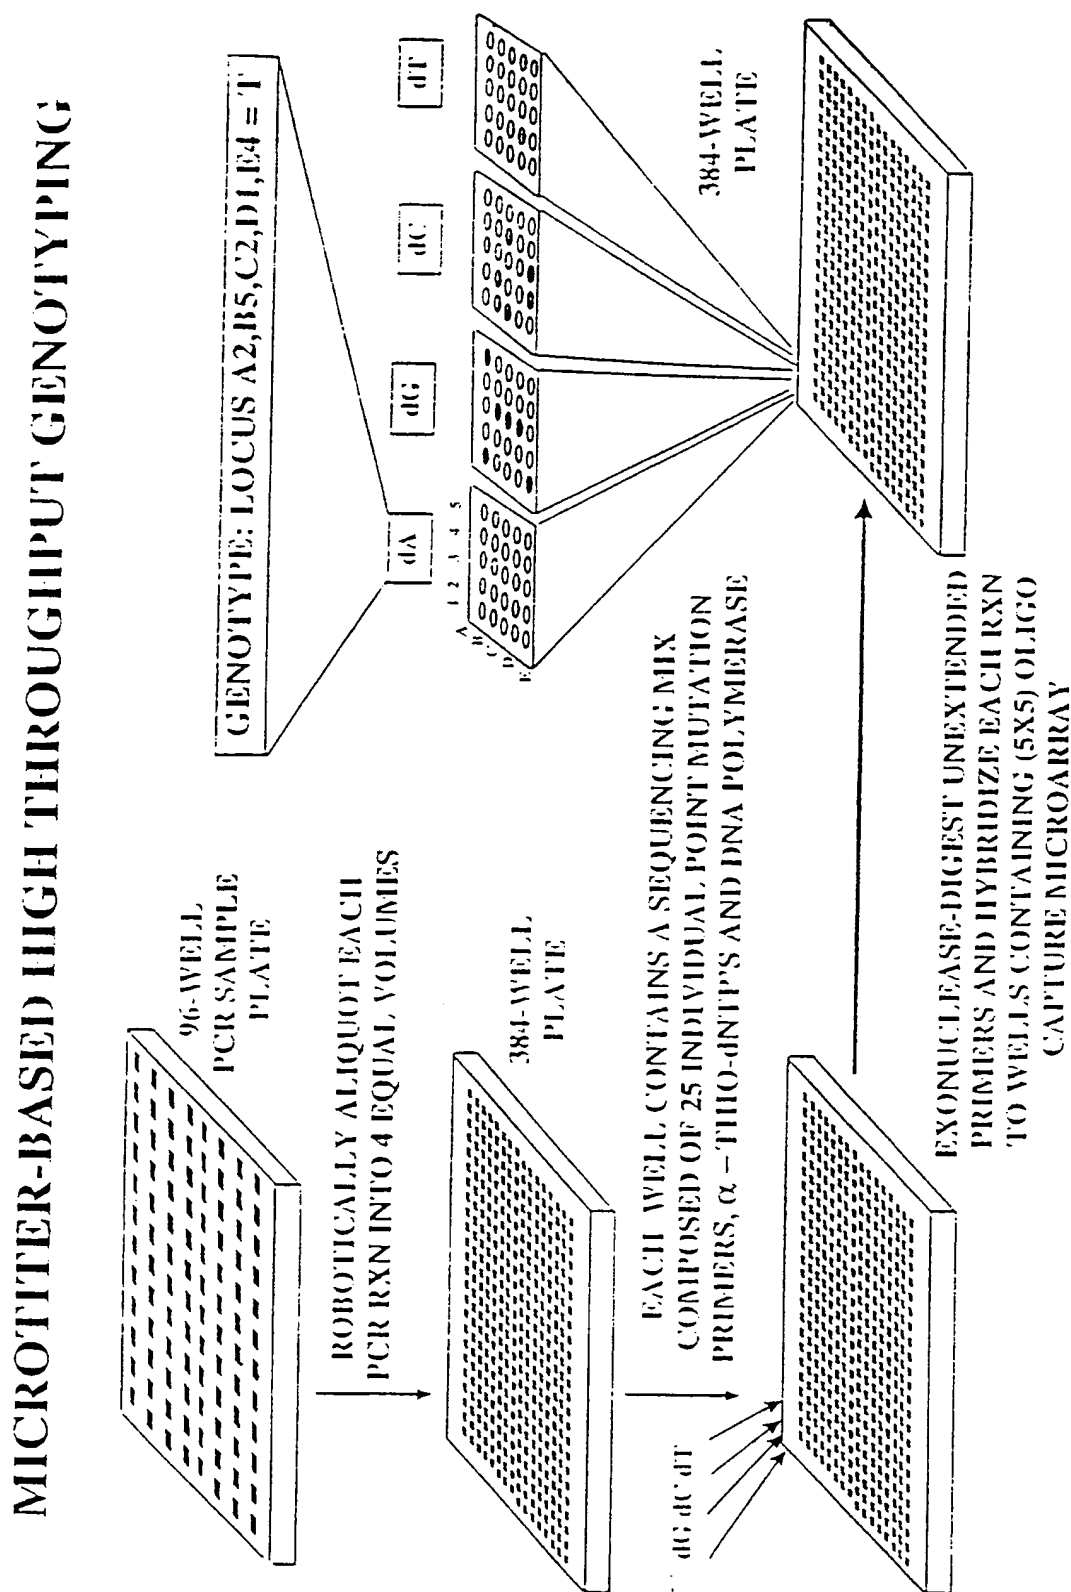 MICROTITER-BASED HIGH THROUGHPUT GENOTYPING
96-WELL
PCR SAMPLE
PLATE
ROBOTICALLY ALIQUOT EACH
PCR RXN INTO 4 EQUAL VOLUMES
384-WELL
PLATE
EACH WELL CONTAINS A SEQUENCING MIX
COMPOSED OF 25 INDIVIDUAL POINT MUTATION
PRIMERS, α – THIO-dNTP'S AND DNA POLYMERASE
dG dC dT
EXONUCLEASE-DIGEST UNEXTENDED
PRIMERS AND HYBRIDIZE EACH RXN
TO WELLS CONTAINING (5X5) OLIGO
CAPTURE MICROARRAY
384-WELL
PLATE
GENOTYPE: LOCUS A2,B5,C2,D1,E4 = T
dA
dG
dC
dT
1 2 3 4 5
A
B
C
D
E